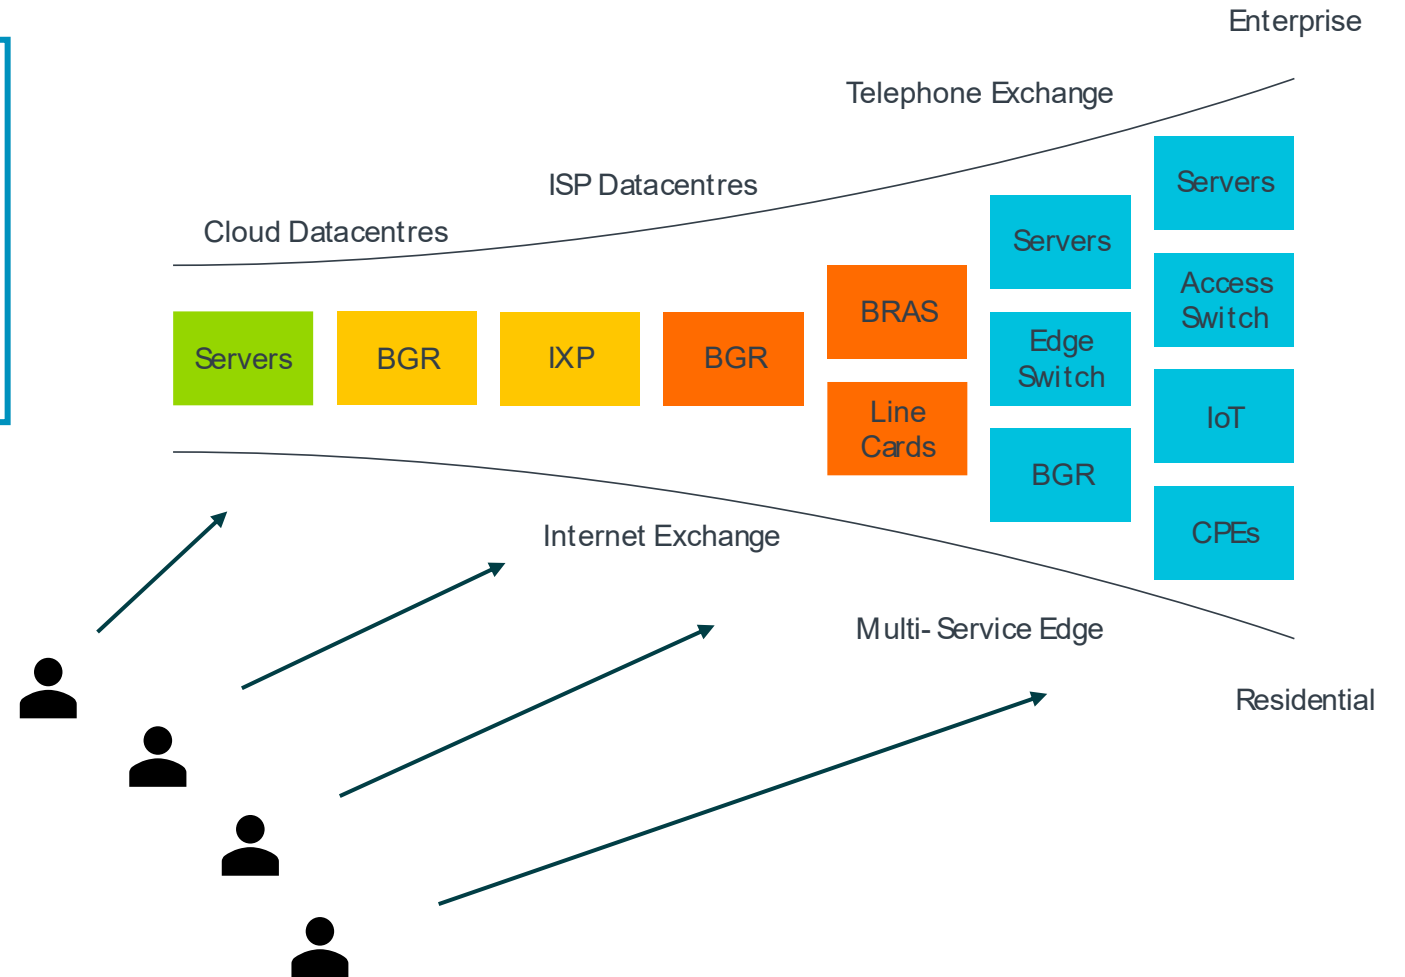 Enterprise
Telephone Exchange
ISP Datacentres
Cloud Datacentres
Servers
BGR
IXP
BGR
BRAS
Line
Cards
Servers
Edge
Switch
BGR
Servers
Access
Switch
IoT
CPEs
Internet Exchange
Multi-Service Edge
Residential